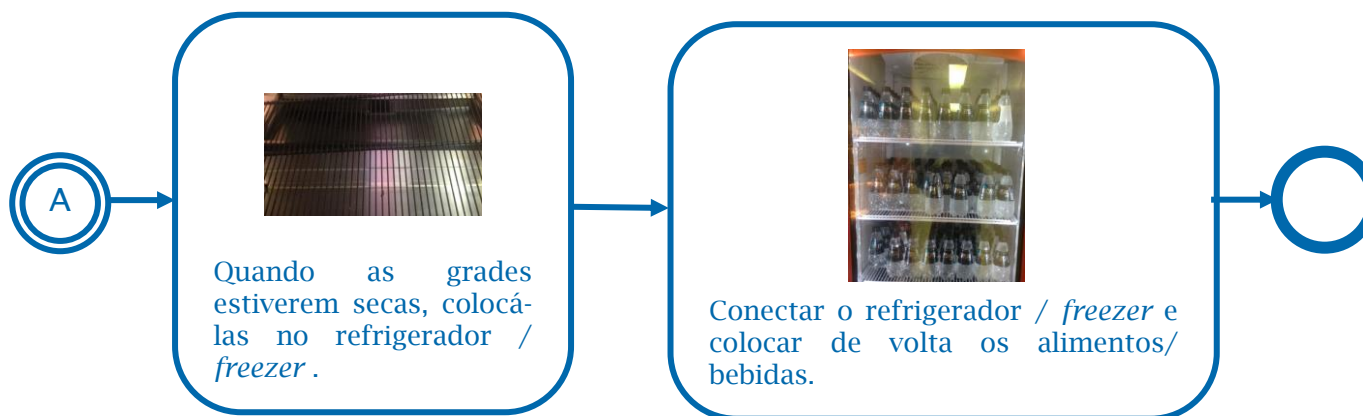 A
Quando as grades
estiverem secas, colocá-
las no refrigerador /
freezer .
Conectar o refrigerador / freezer e
colocar de volta os alimentos/
bebidas.